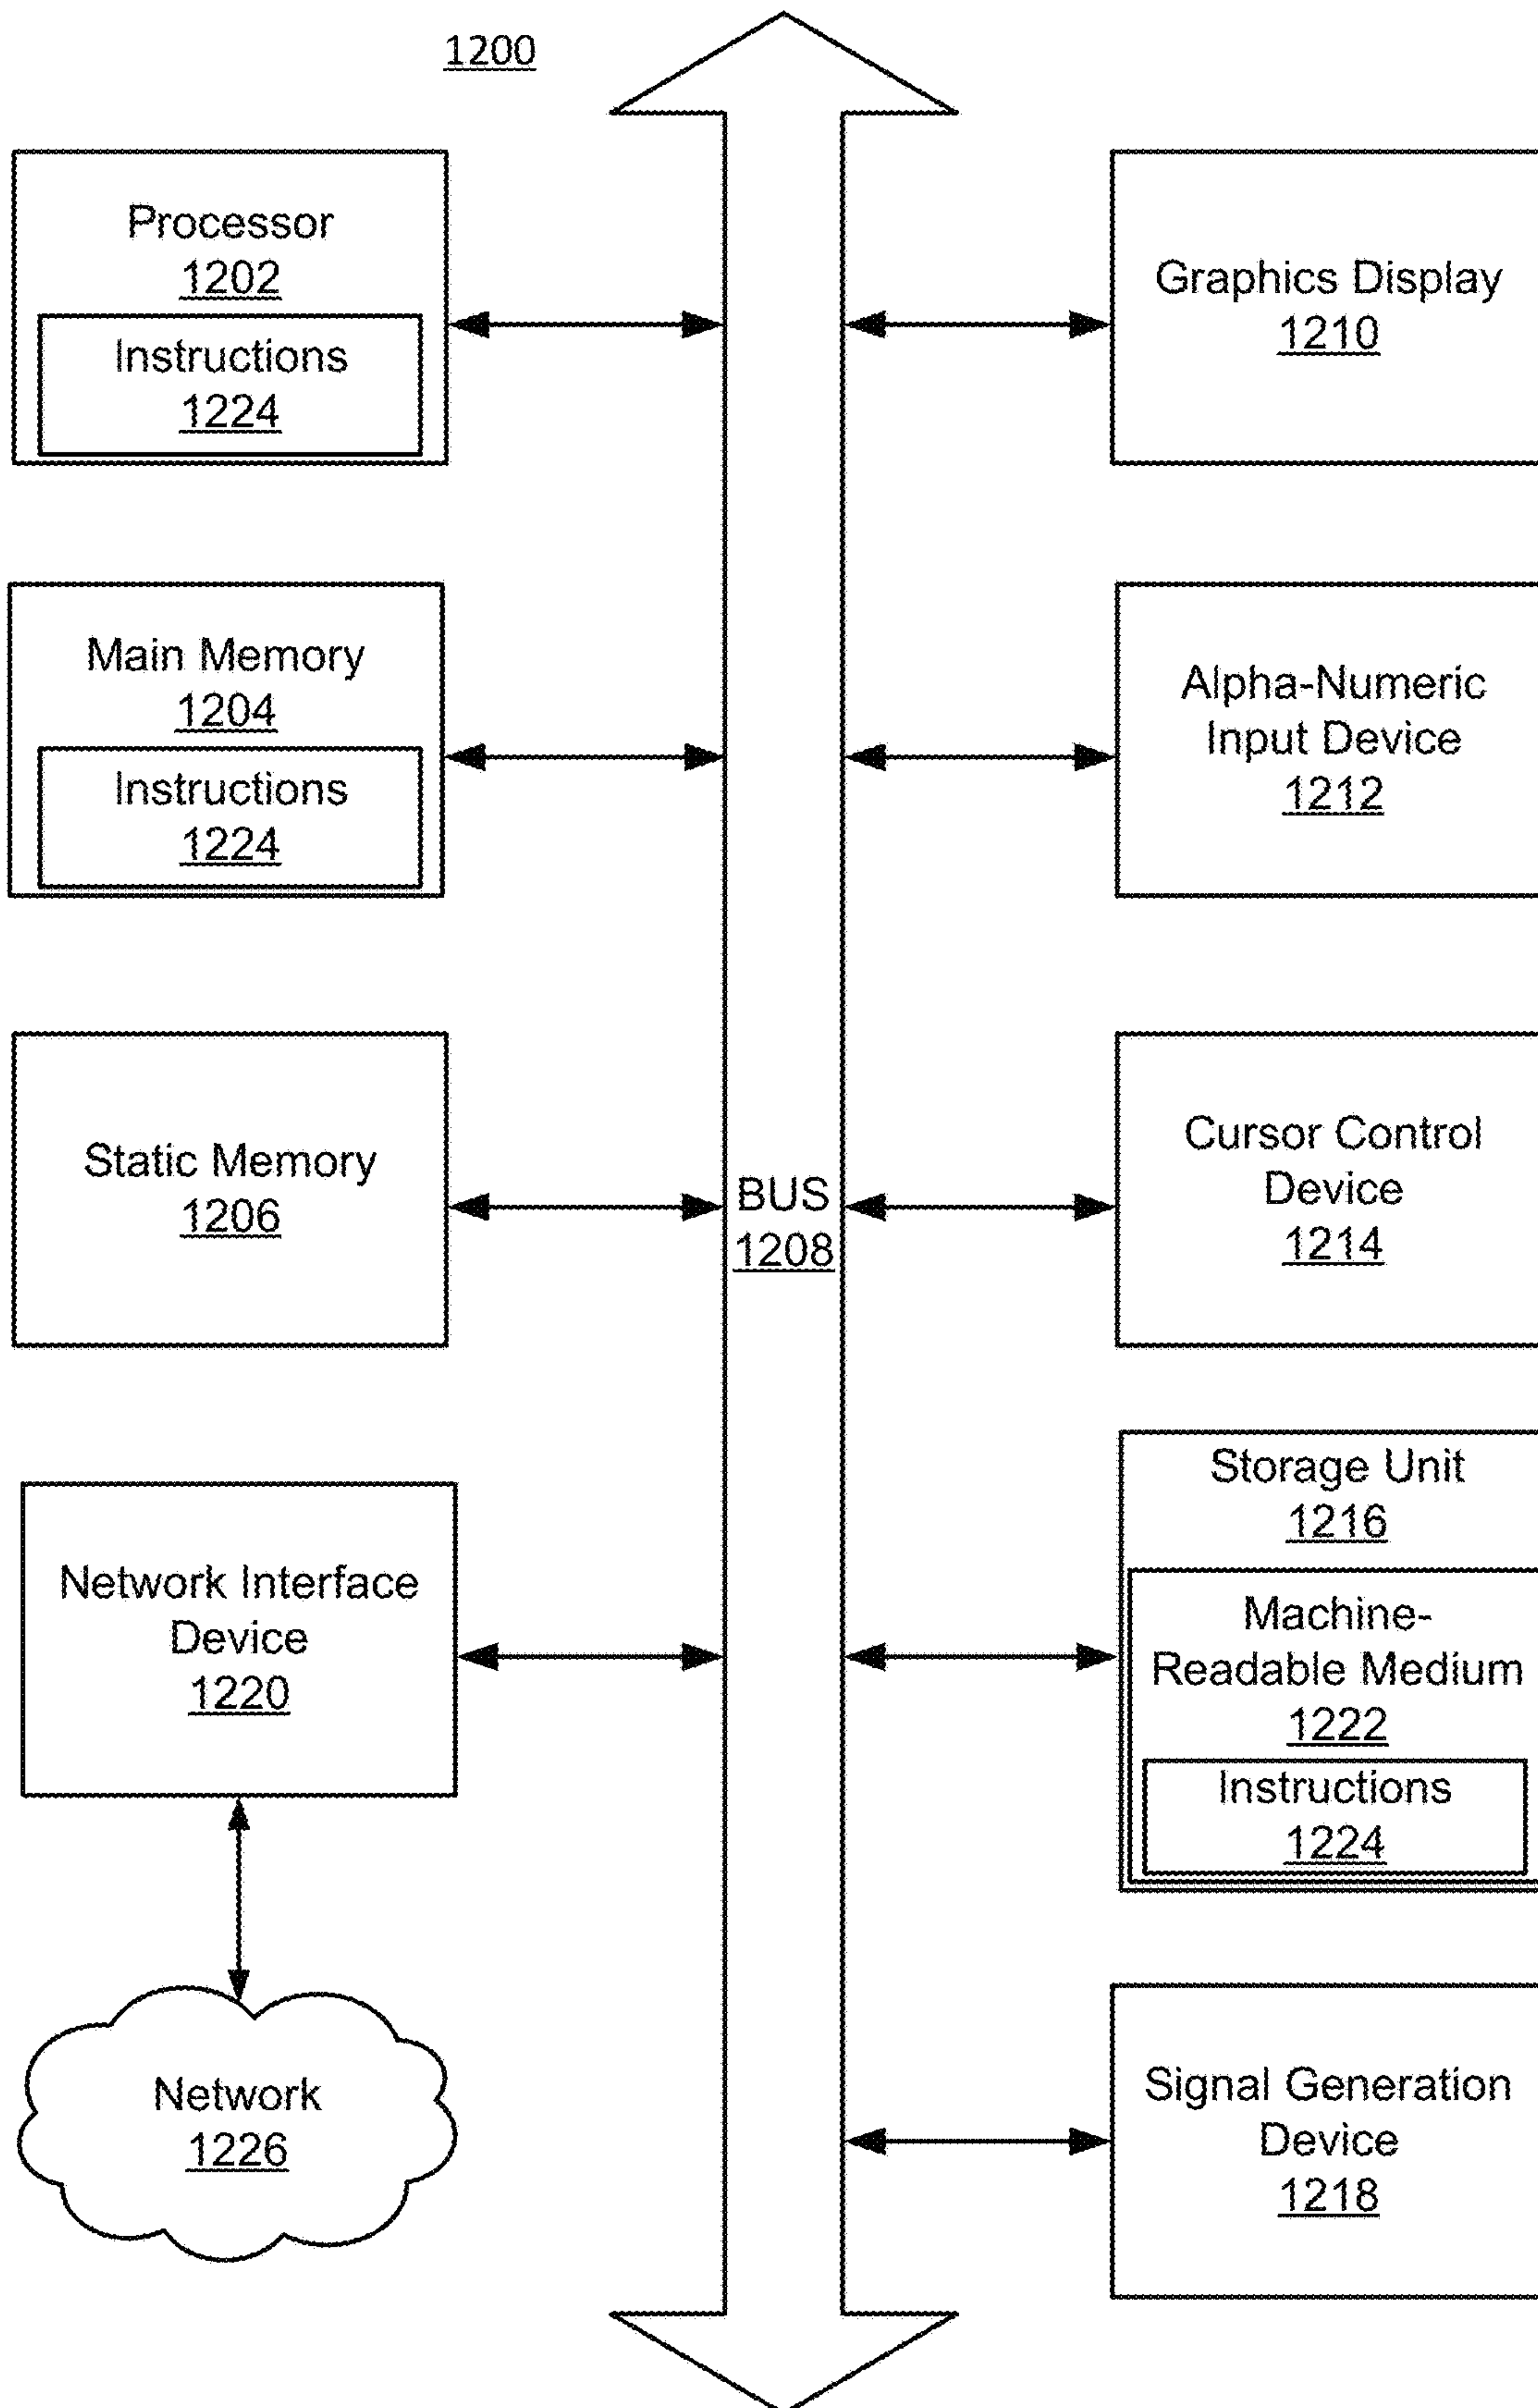 1200
Processor
1202
Instructions
1224
Graphics Display
1210
Main Memory
1204
Instructions
1224
Alpha-Numeric
Input Device
1212
Static Memory
1206
BUS
1208
Cursor Control
Device
1214
Network Interface
Device
1220
Storage Unit
1216
Machine-
Readable Medium
1222
Instructions
1224
Network
1226
Signal Generation
Device
1218